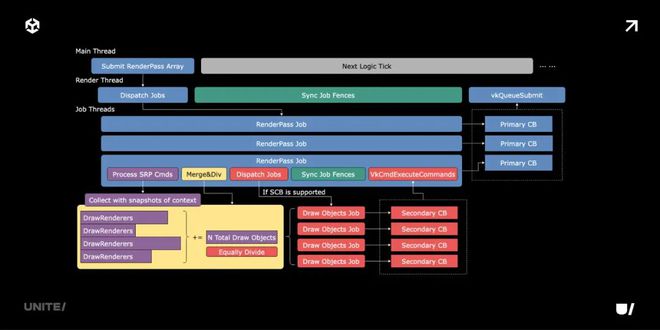 Main Thread
Submit RenderPass Array
Next Logic Tick
... ...
Render Thread
Dispatch Jobs
Sync Job Fences
vkQueueSubmit
Job Threads
RenderPass Job
Primary CB
RenderPass Job
Primary CB
RenderPass Job
Primary CB
Process SRP Cmds
Merge&Div
Dispatch Jobs
Sync Job Fences
VkCmdExecuteCommands
If SCB is supported
Collect with snapshots of context
DrawRenderers
DrawRenderers
DrawRenderers
DrawRenderers
+=
N Total Draw Objects
Equally Divide
Draw Objects Job
Secondary CB
Draw Objects Job
Secondary CB
Draw Objects Job
Secondary CB
Draw Objects Job
Secondary CB
UNITE/
U/